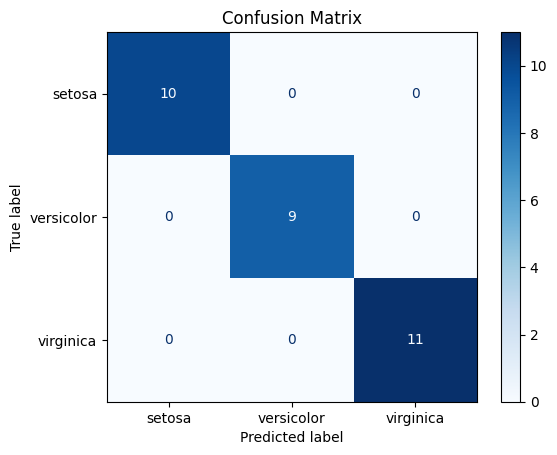 Confusion Matrix
True label
setosa
versicolor
virginica
10 0 0
0 9 0
0 0 11
setosa versicolor virginica
Predicted label
10
8
6
4
2
0